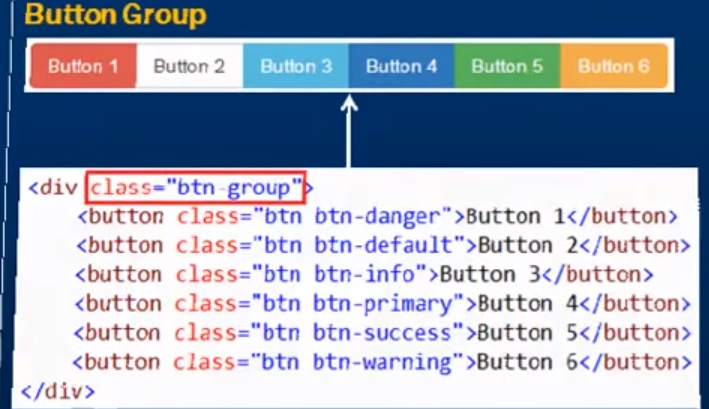 Button Group
Button 1 Button 2 Button 3 Button 4 Button 5 Button 6
<div class="btn-group">
<button class="btn btn-danger">Button 1</button>
<button class="btn btn-default">Button 2</button>
<button class="btn btn-info">Button 3</button>
<button class="btn btn-primary">Button 4</button>
<button class="btn btn-success">Button 5</button>
<button class="btn btn-warning">Button 6</button>
</div>